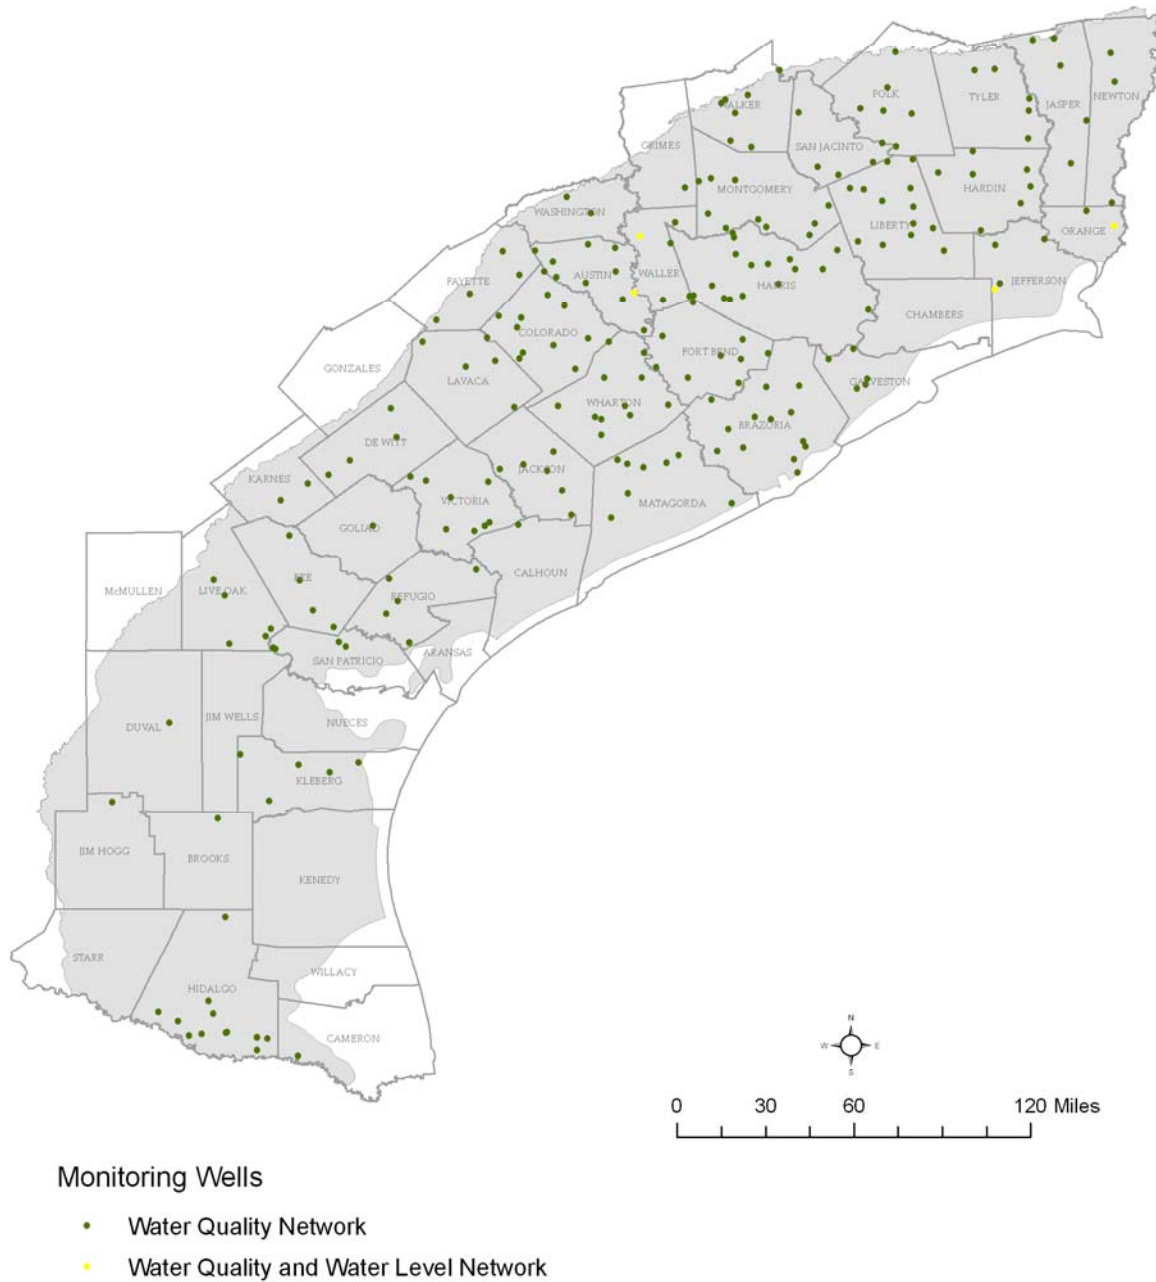 NEWTON
POLK
TYLER
JASPER
WALKER
GRIMES
SAN JACINTO
MONTGOMERY
HARDIN
WASHINGTON
LIBERTY
ORANGE
AUSTIN
WALLER
FAYETTE
HARRIS
JEFFERSON
CHAMBERS
COLORADO
FORT BEND
GONZALES
LAVACA
GALVESTON
WHARTON
BRAZORIA
DE WITT
JACKSON
KARNES
VICTORIA
MATAGORDA
GOLIAD
CALHOUN
BEE
McMULLEN
LIVE OAK
REFUGIO
ARANSAS
SAN PATRICIO
DUVAL
JIM WELLS
NUECES
KLEBERG
JIM HOGG
BROOKS
KENEDY
STARR
WILLACY
HIDALGO
CAMERON
N
W E
S
0 30 60 120 Miles
Monitoring Wells
Water Quality Network
Water Quality and Water Level Network